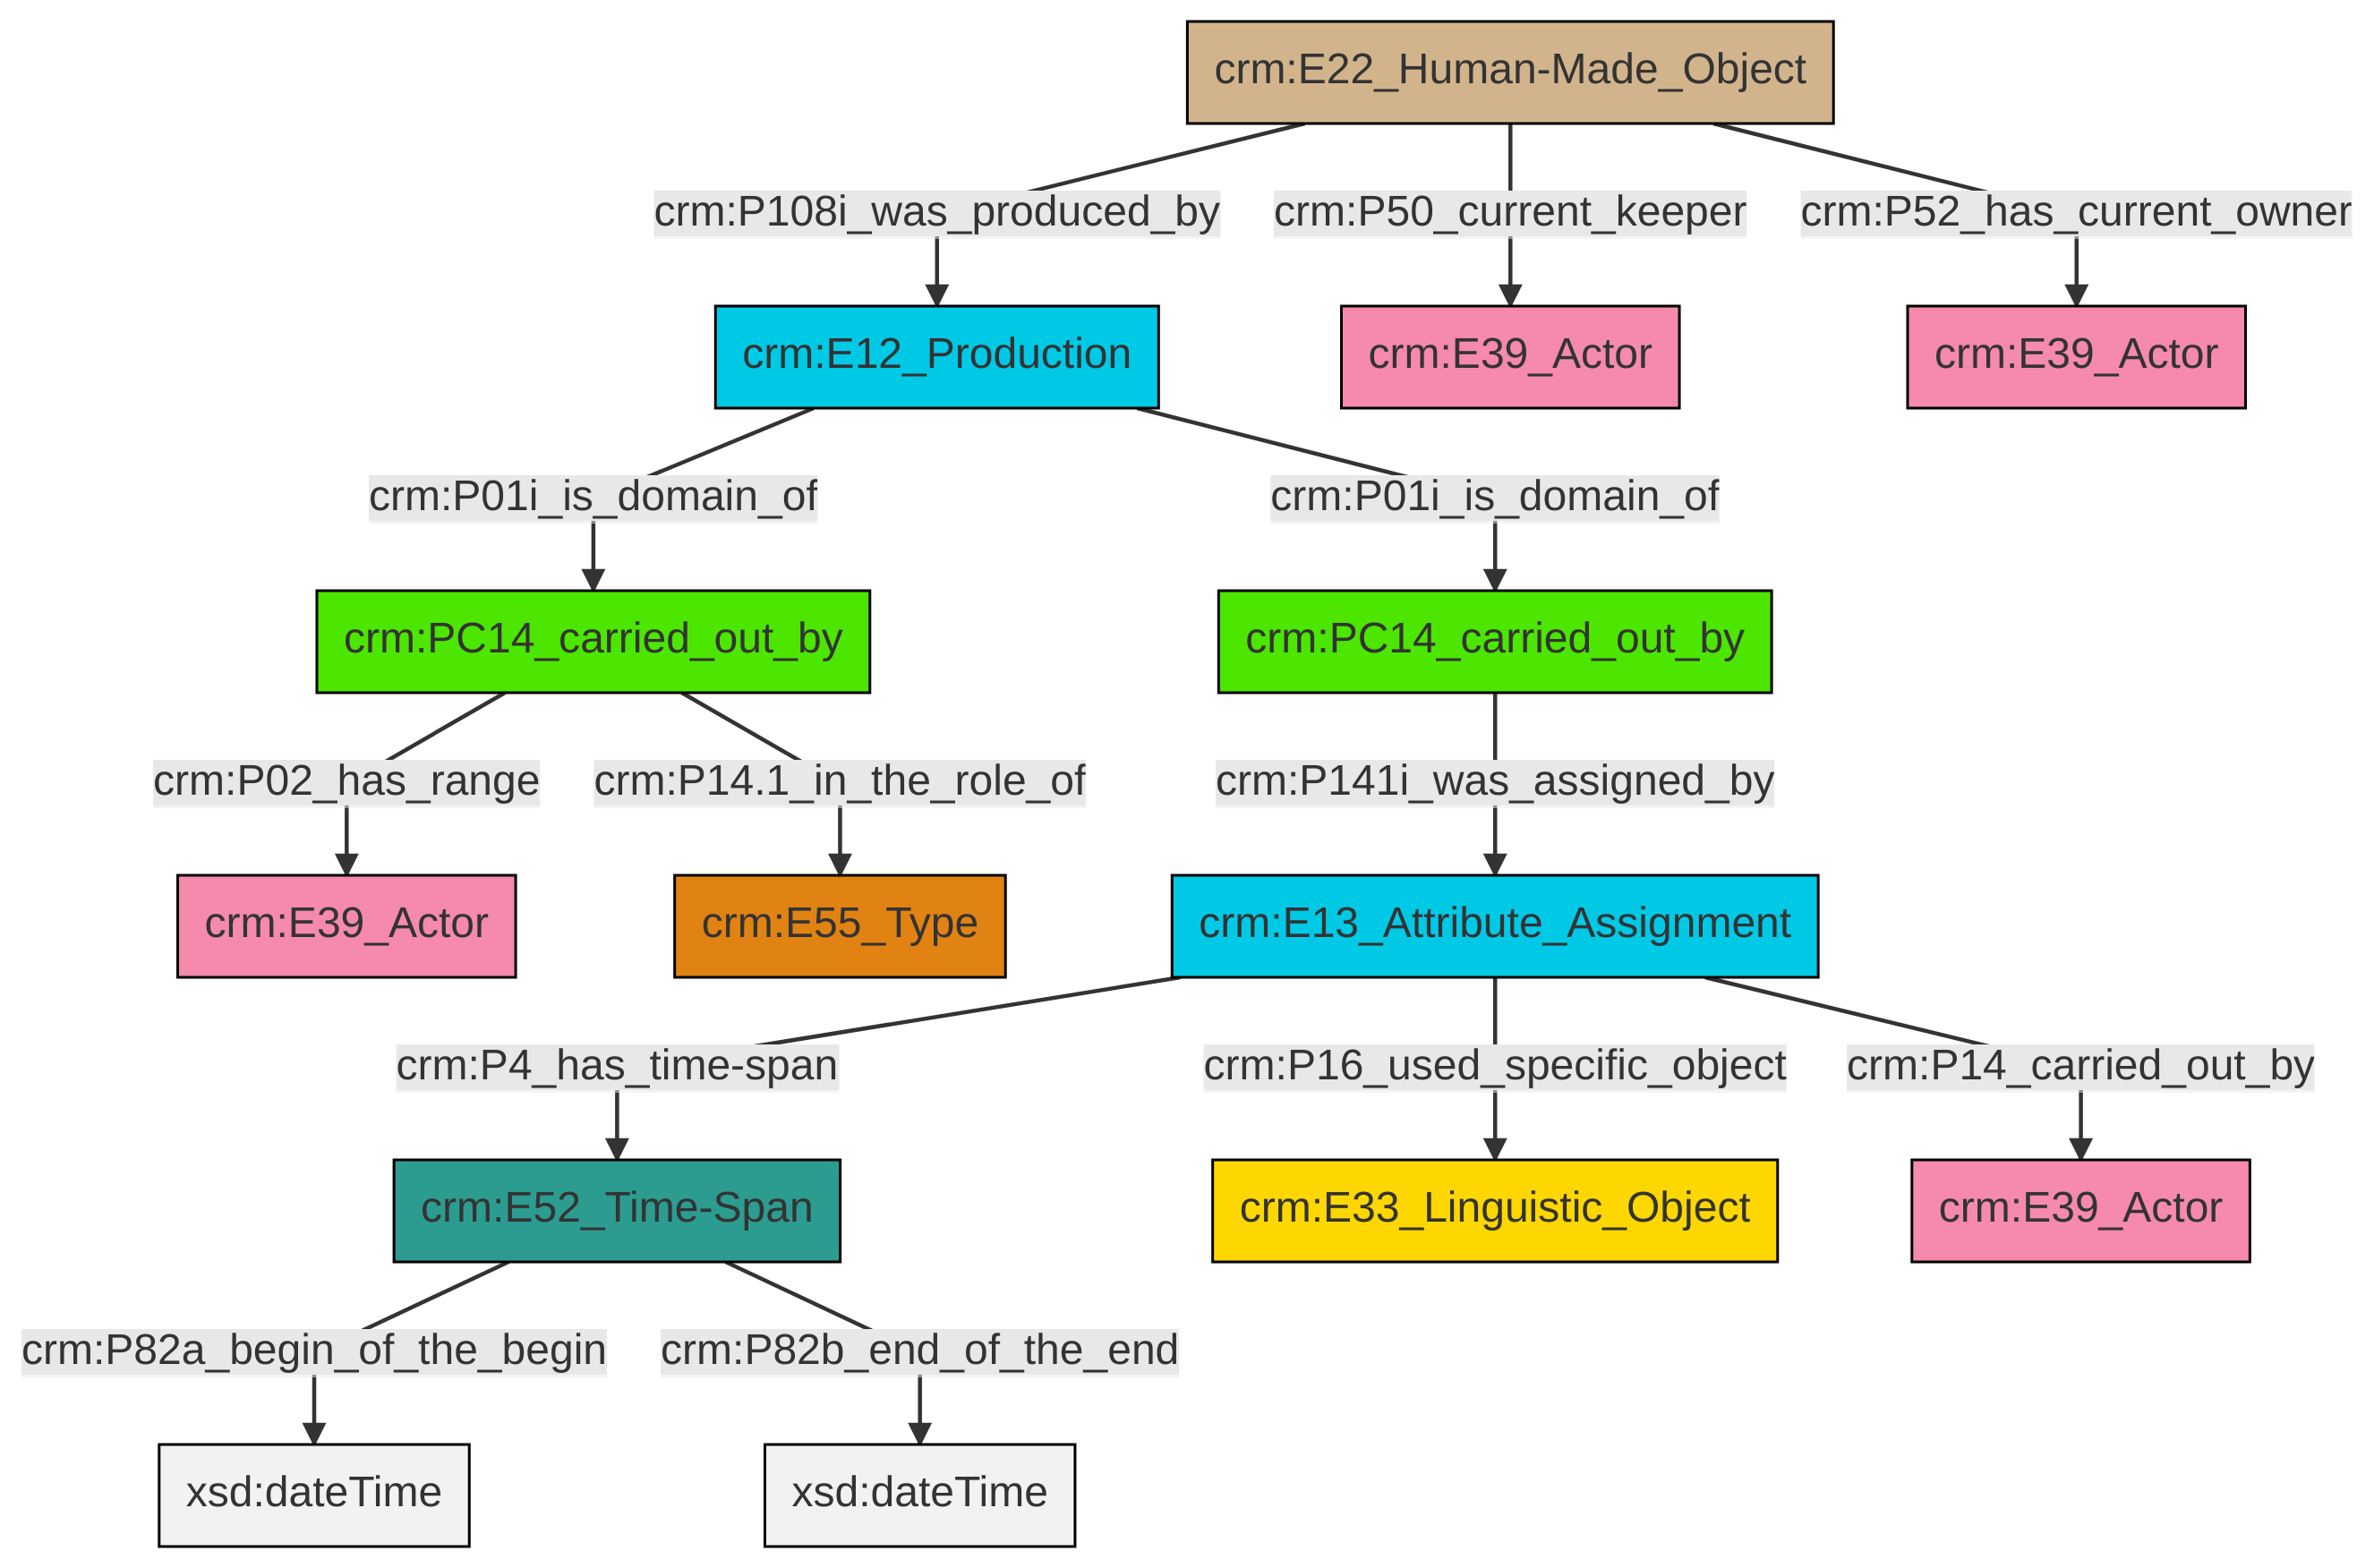 crm:E22_Human-Made_Object
crm:P108i_was_produced_by
crm:P50_current_keeper
crm:P52_has_current_owner
crm:E12_Production
crm:E39_Actor
crm:E39_Actor
crm:P01i_is_domain_of
crm:P01i_is_domain_of
crm:PC14_carried_out_by
crm:PC14_carried_out_by
crm:P02_has_range
crm:P14.1_in_the_role_of
crm:P141i_was_assigned_by
crm:E39_Actor
crm:E55_Type
crm:E13_Attribute_Assignment
crm:P4_has_time-span
crm:P16_used_specific_object
crm:P14_carried_out_by
crm:E52_Time-Span
crm:E33_Linguistic_Object
crm:E39_Actor
crm:P82a_begin_of_the_begin
crm:P82b_end_of_the_end
xsd:dateTime
xsd:dateTime